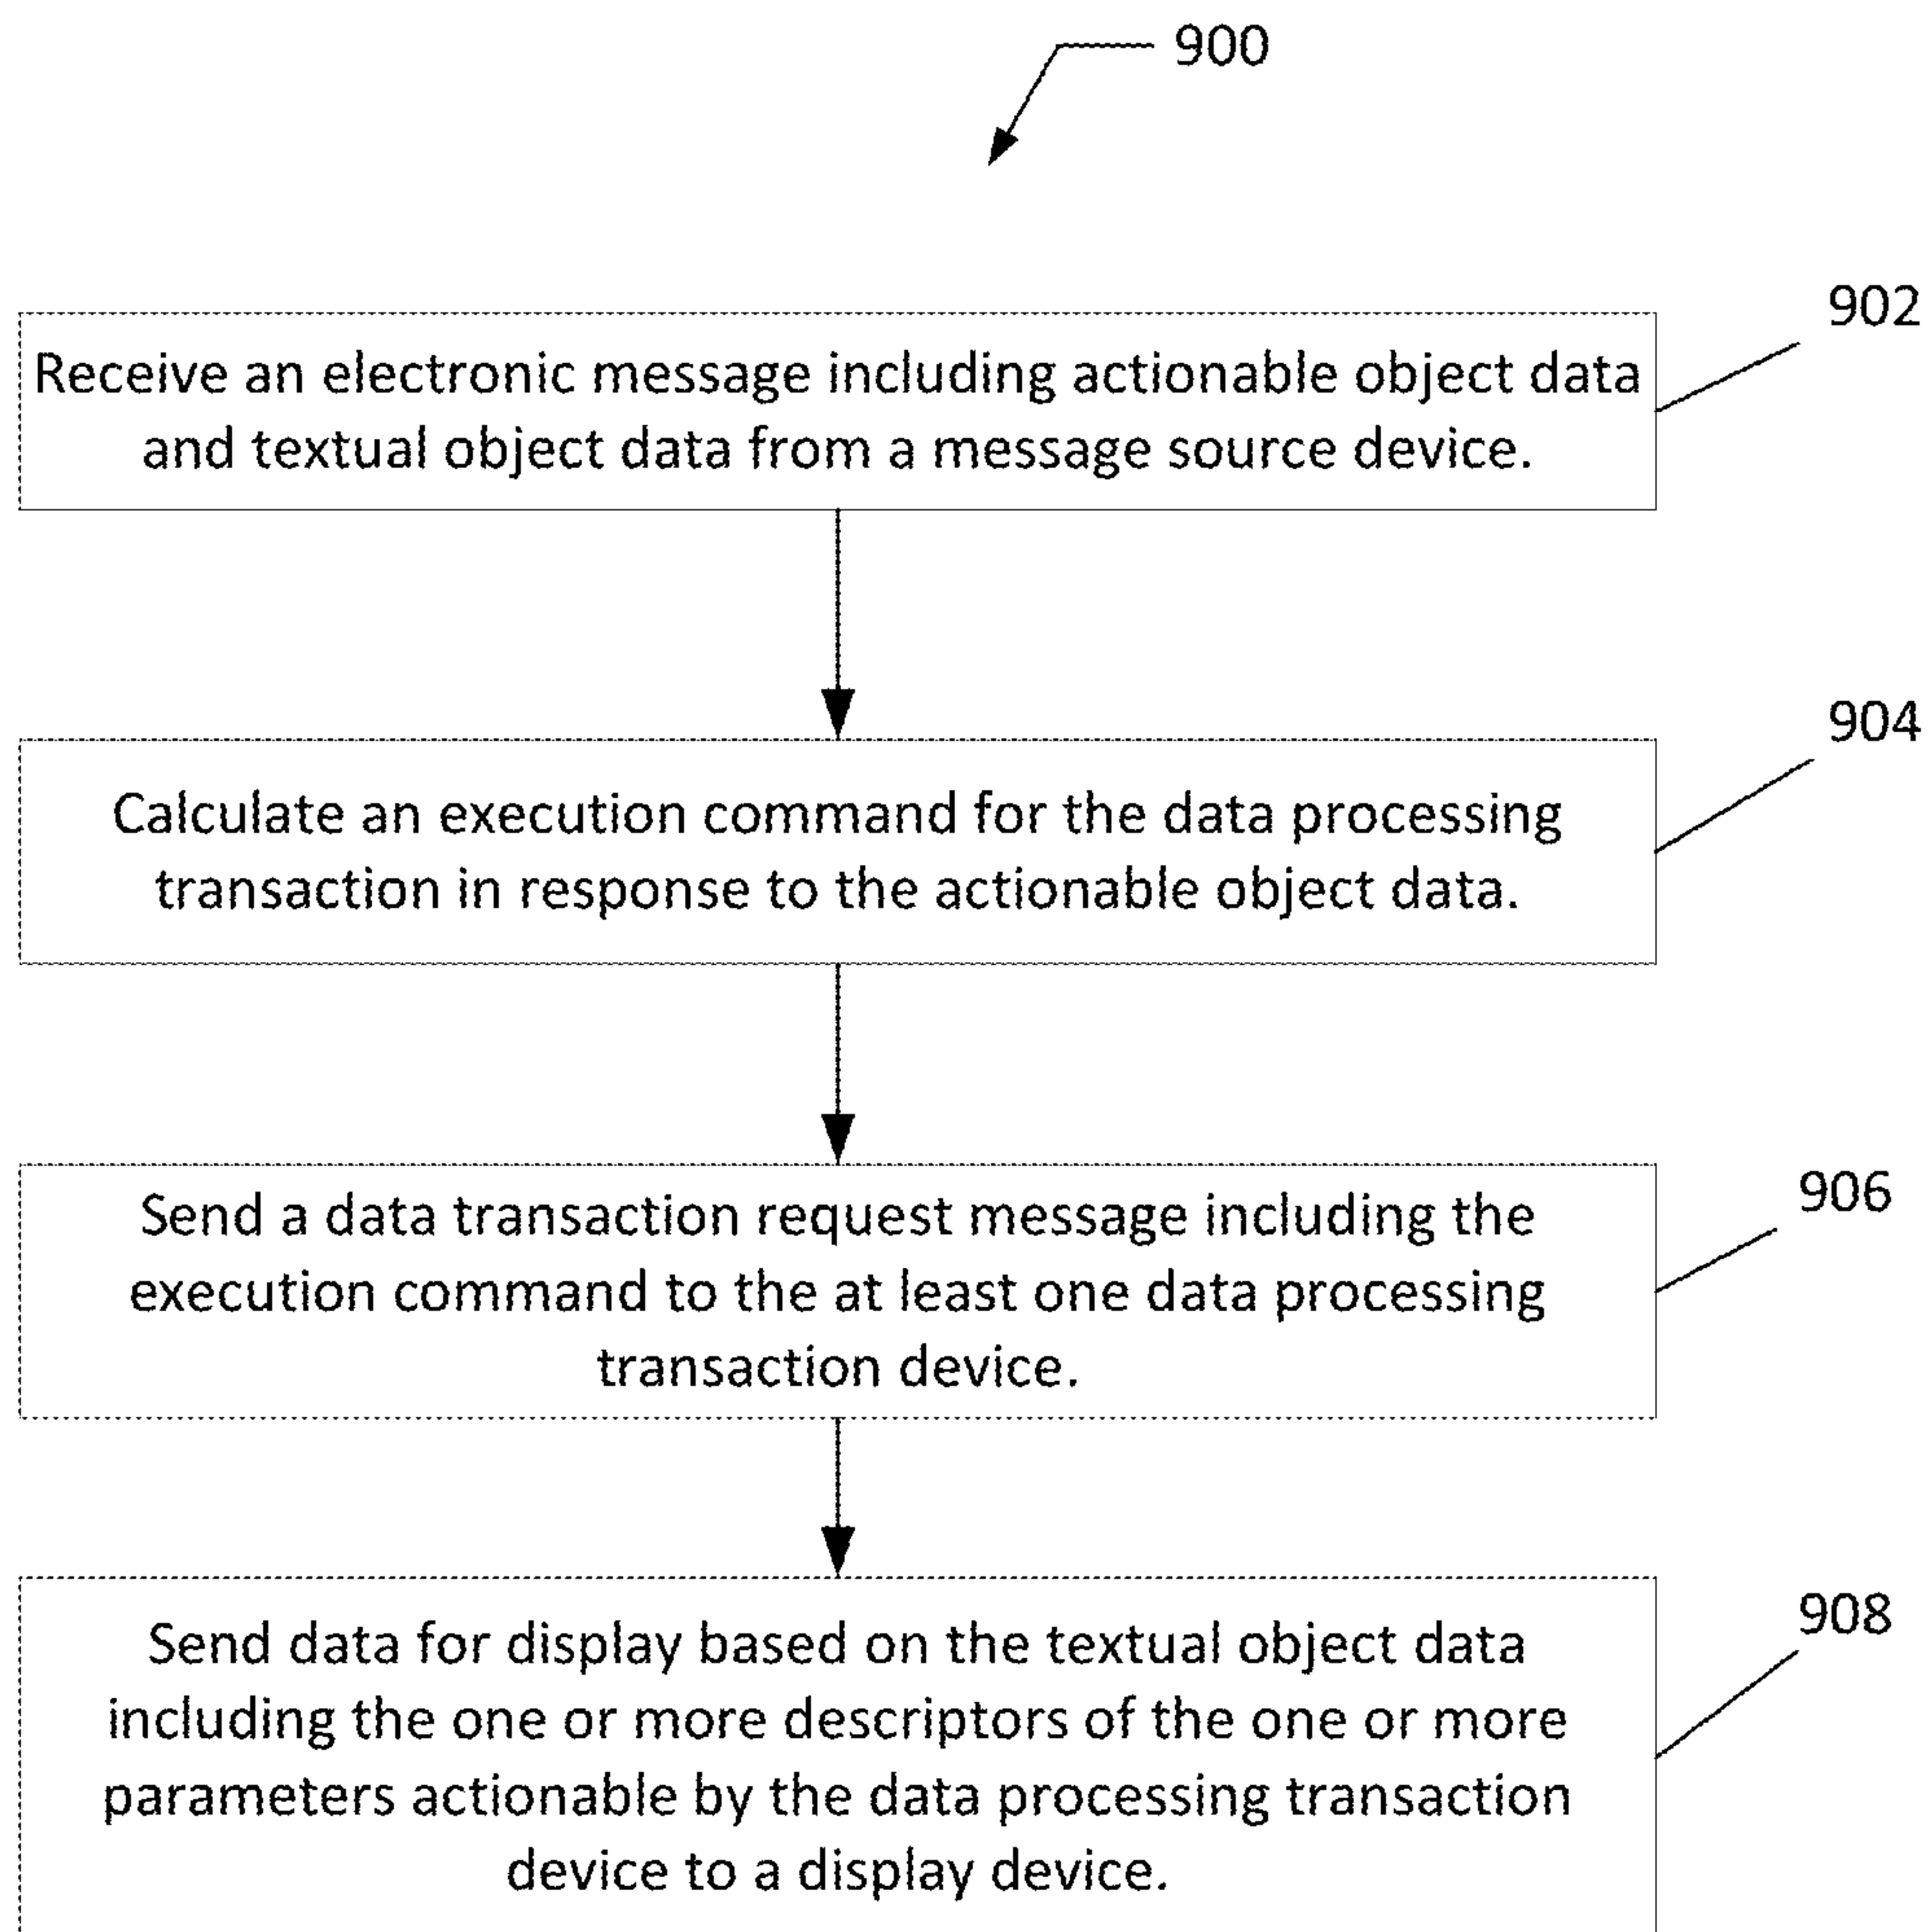 900
902
Receive an electronic message including actionable object data
and textual object data from a message source device.
904
Calculate an execution command for the data processing
transaction in response to the actionable object data.
906
Send a data transaction request message including the
execution command to the at least one data processing
transaction device.
908
Send data for display based on the textual object data
including the one or more descriptors of the one or more
parameters actionable by the data processing transaction
device to a display device.